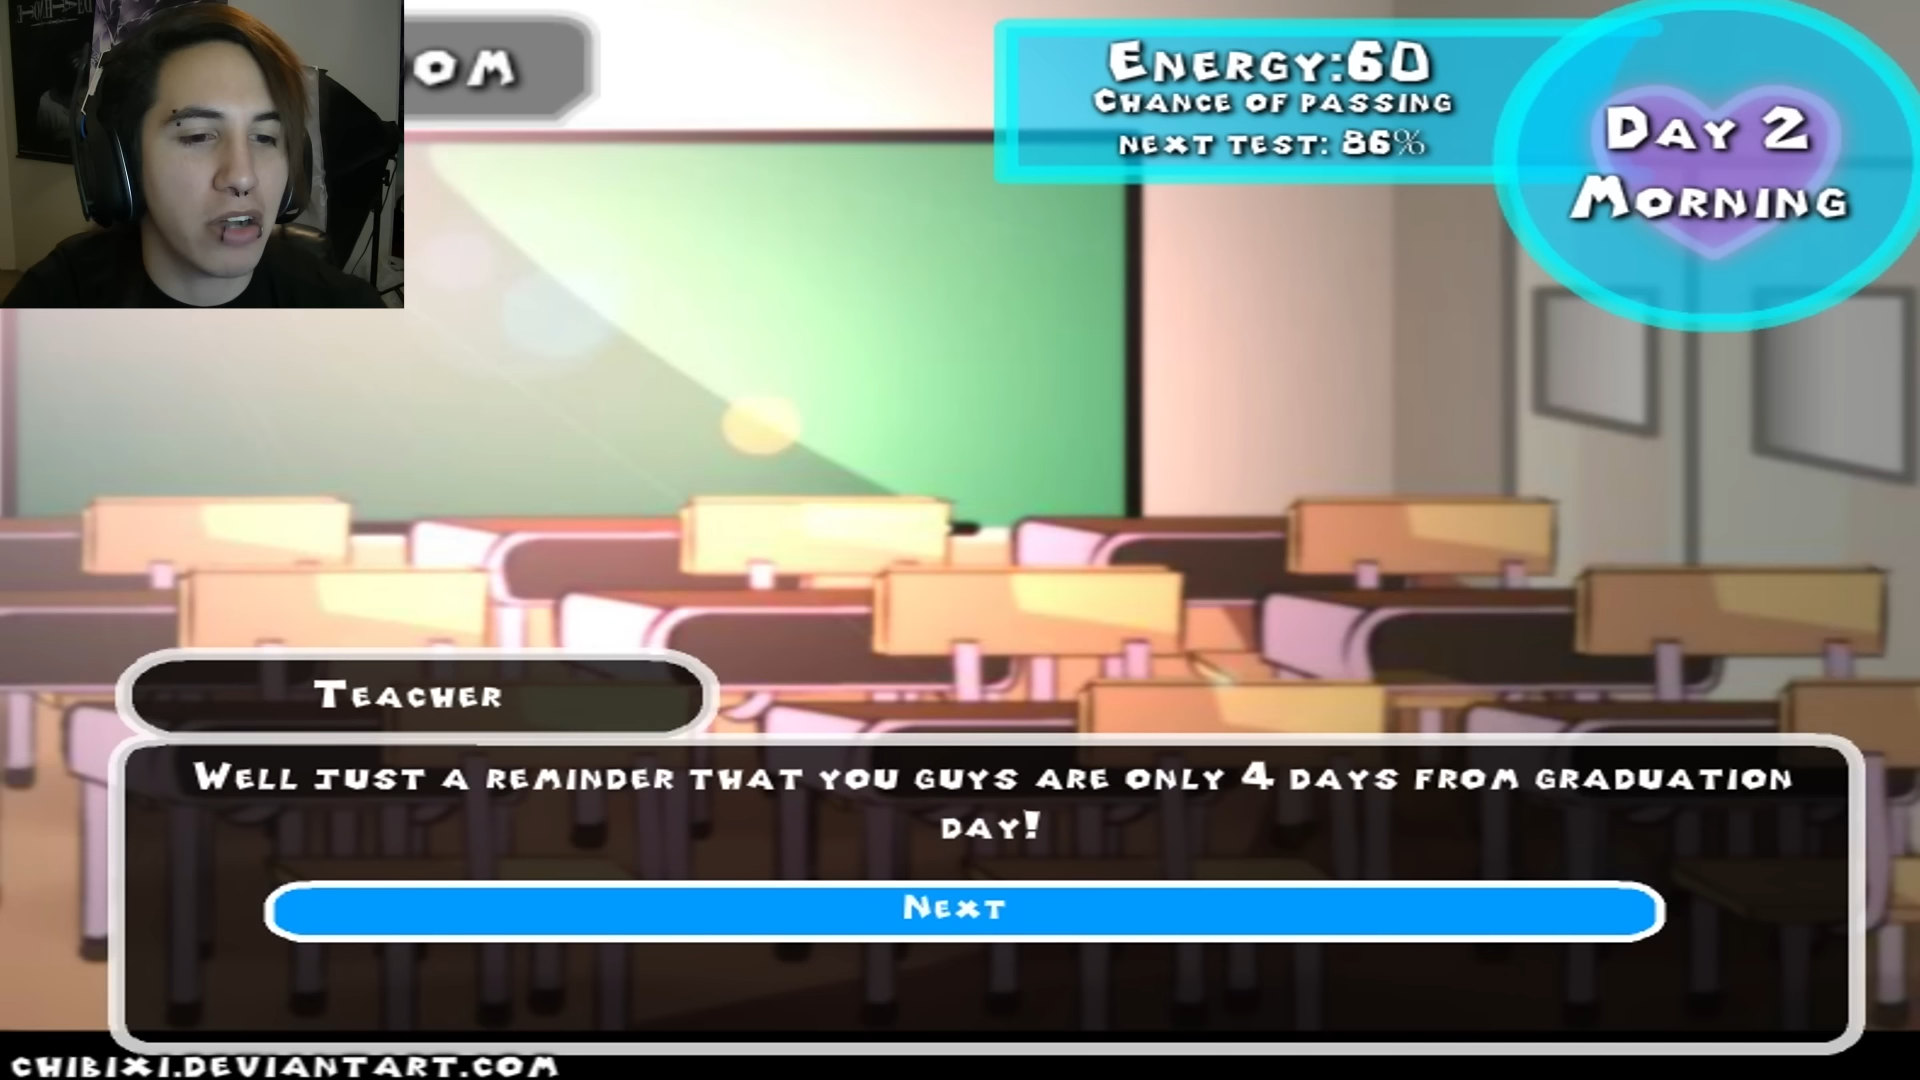 OM
Energy:60
Chance of passing
next test: 86%
Day 2
Morning
Teacher
Well just a reminder that you guys are only 4 days from graduation
day!
Next
chibixi.deviantart.com